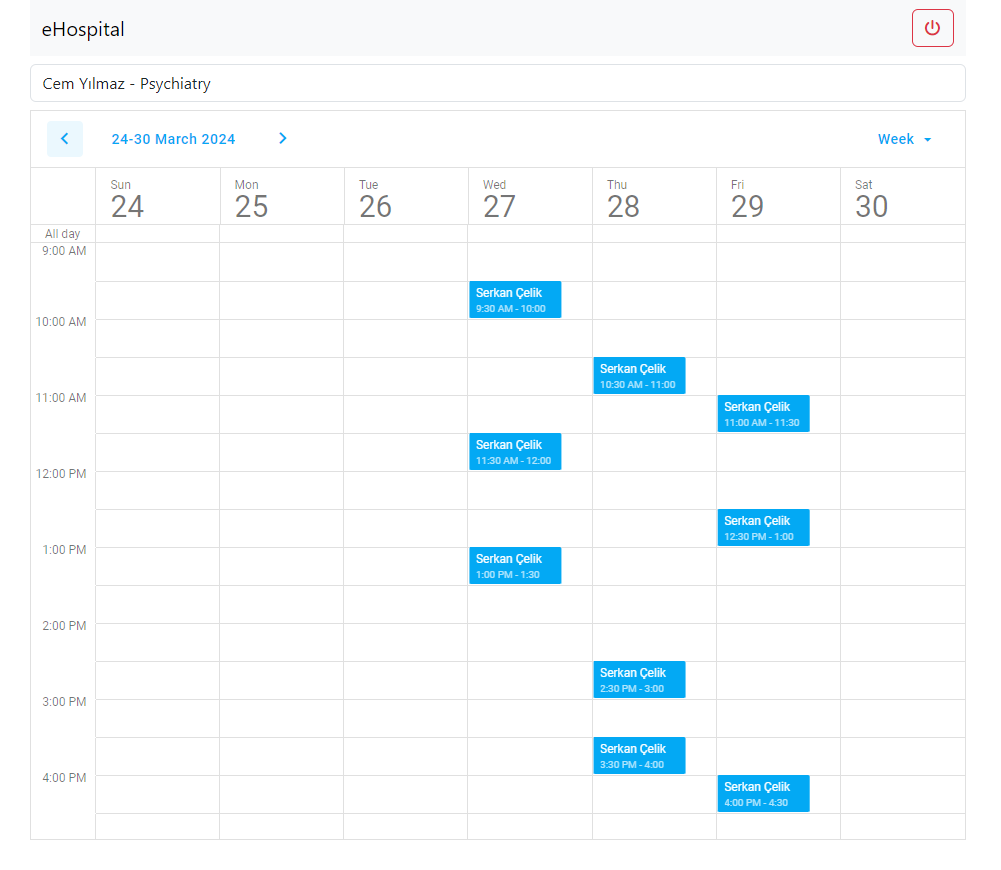 eHospital
Cem Yılmaz - Psychiatry
24-30 March 2024
Week
Sun
24
Mon
25
Tue
26
Wed
27
Thu
28
Fri
29
Sat
30
All day
9:00 AM
Serkan Çelik
9:30 AM - 10:00
10:00 AM
Serkan Çelik
10:30 AM - 11:00
11:00 AM
Serkan Çelik
11:00 AM - 11:30
Serkan Çelik
11:30 AM - 12:00
12:00 PM
Serkan Çelik
12:30 PM - 1:00
1:00 PM
Serkan Çelik
1:00 PM - 1:30
2:00 PM
Serkan Çelik
2:30 PM - 3:00
3:00 PM
Serkan Çelik
3:30 PM - 4:00
4:00 PM
Serkan Çelik
4:00 PM - 4:30